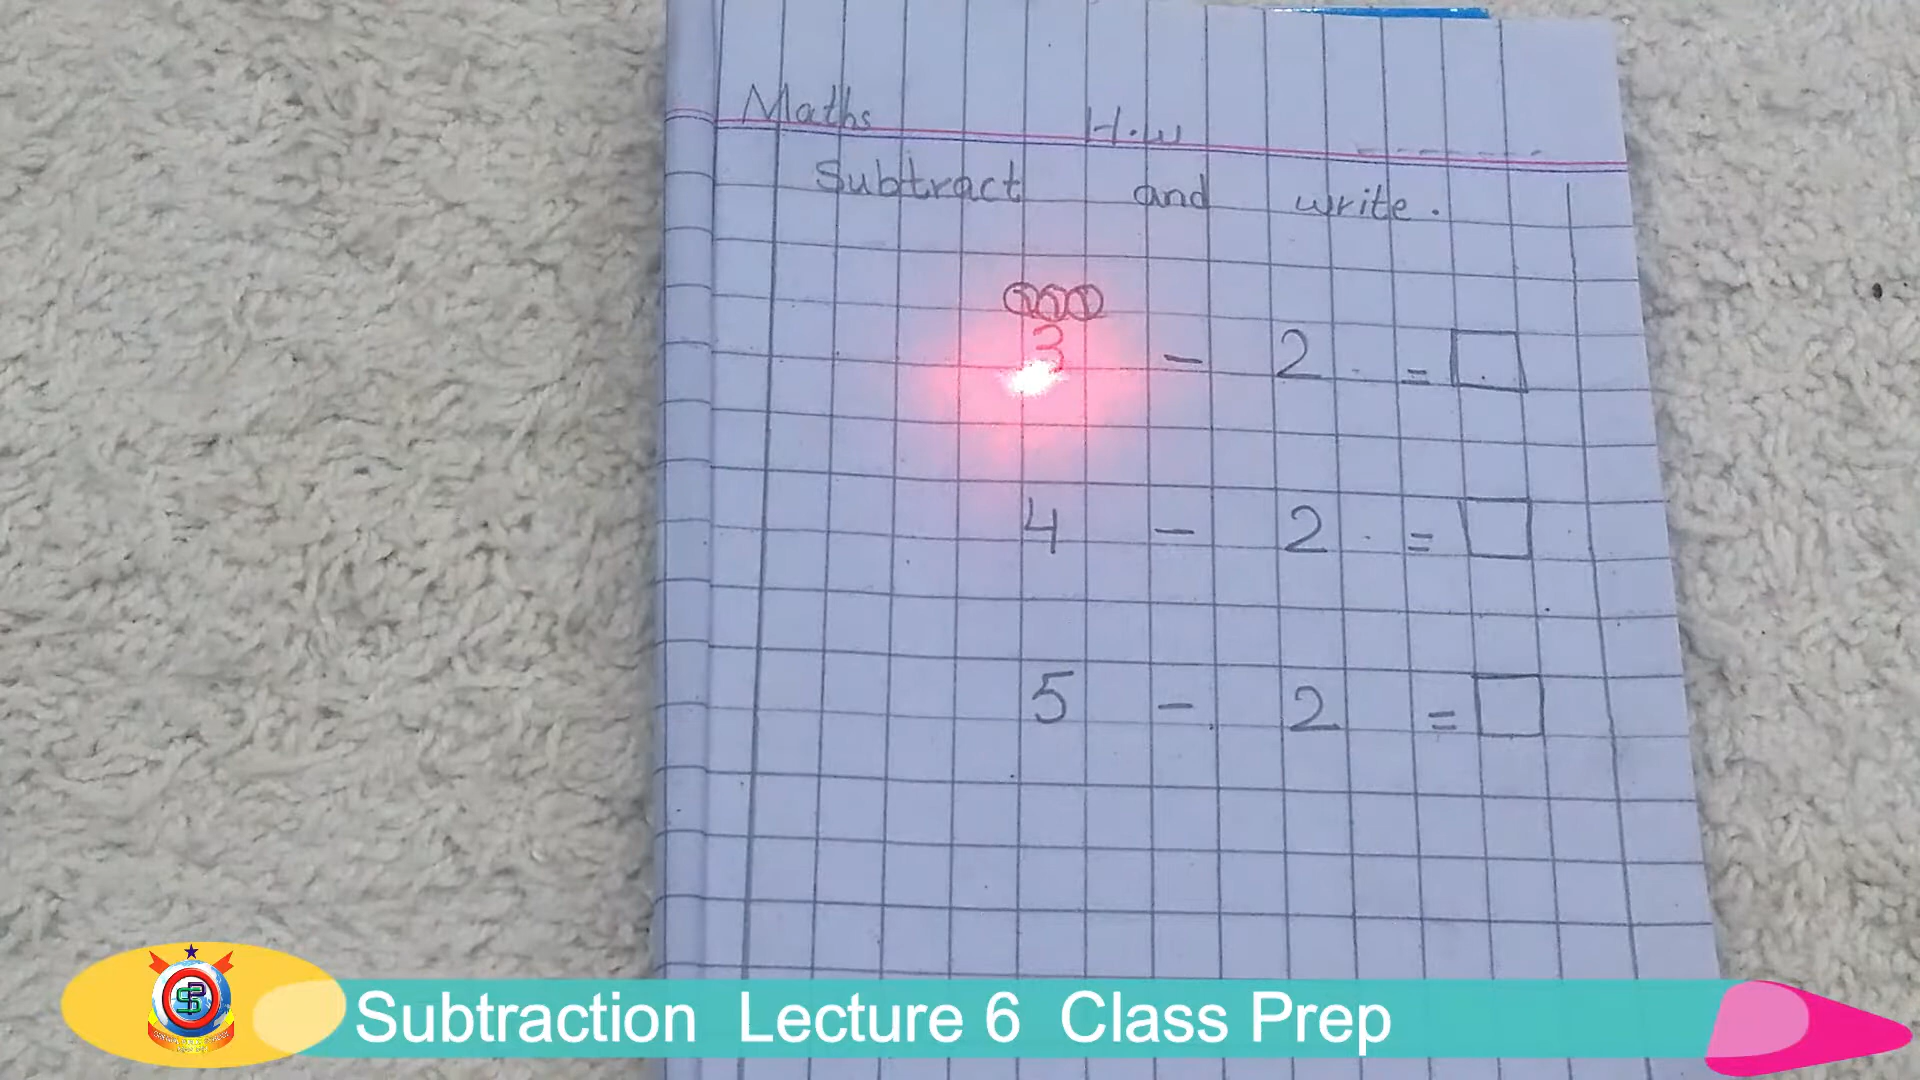 Maths H.W
Subtract and write.
3 - 2 = □
4 - 2 = □
5 - 2 = □
Subtraction Lecture 6 Class Prep